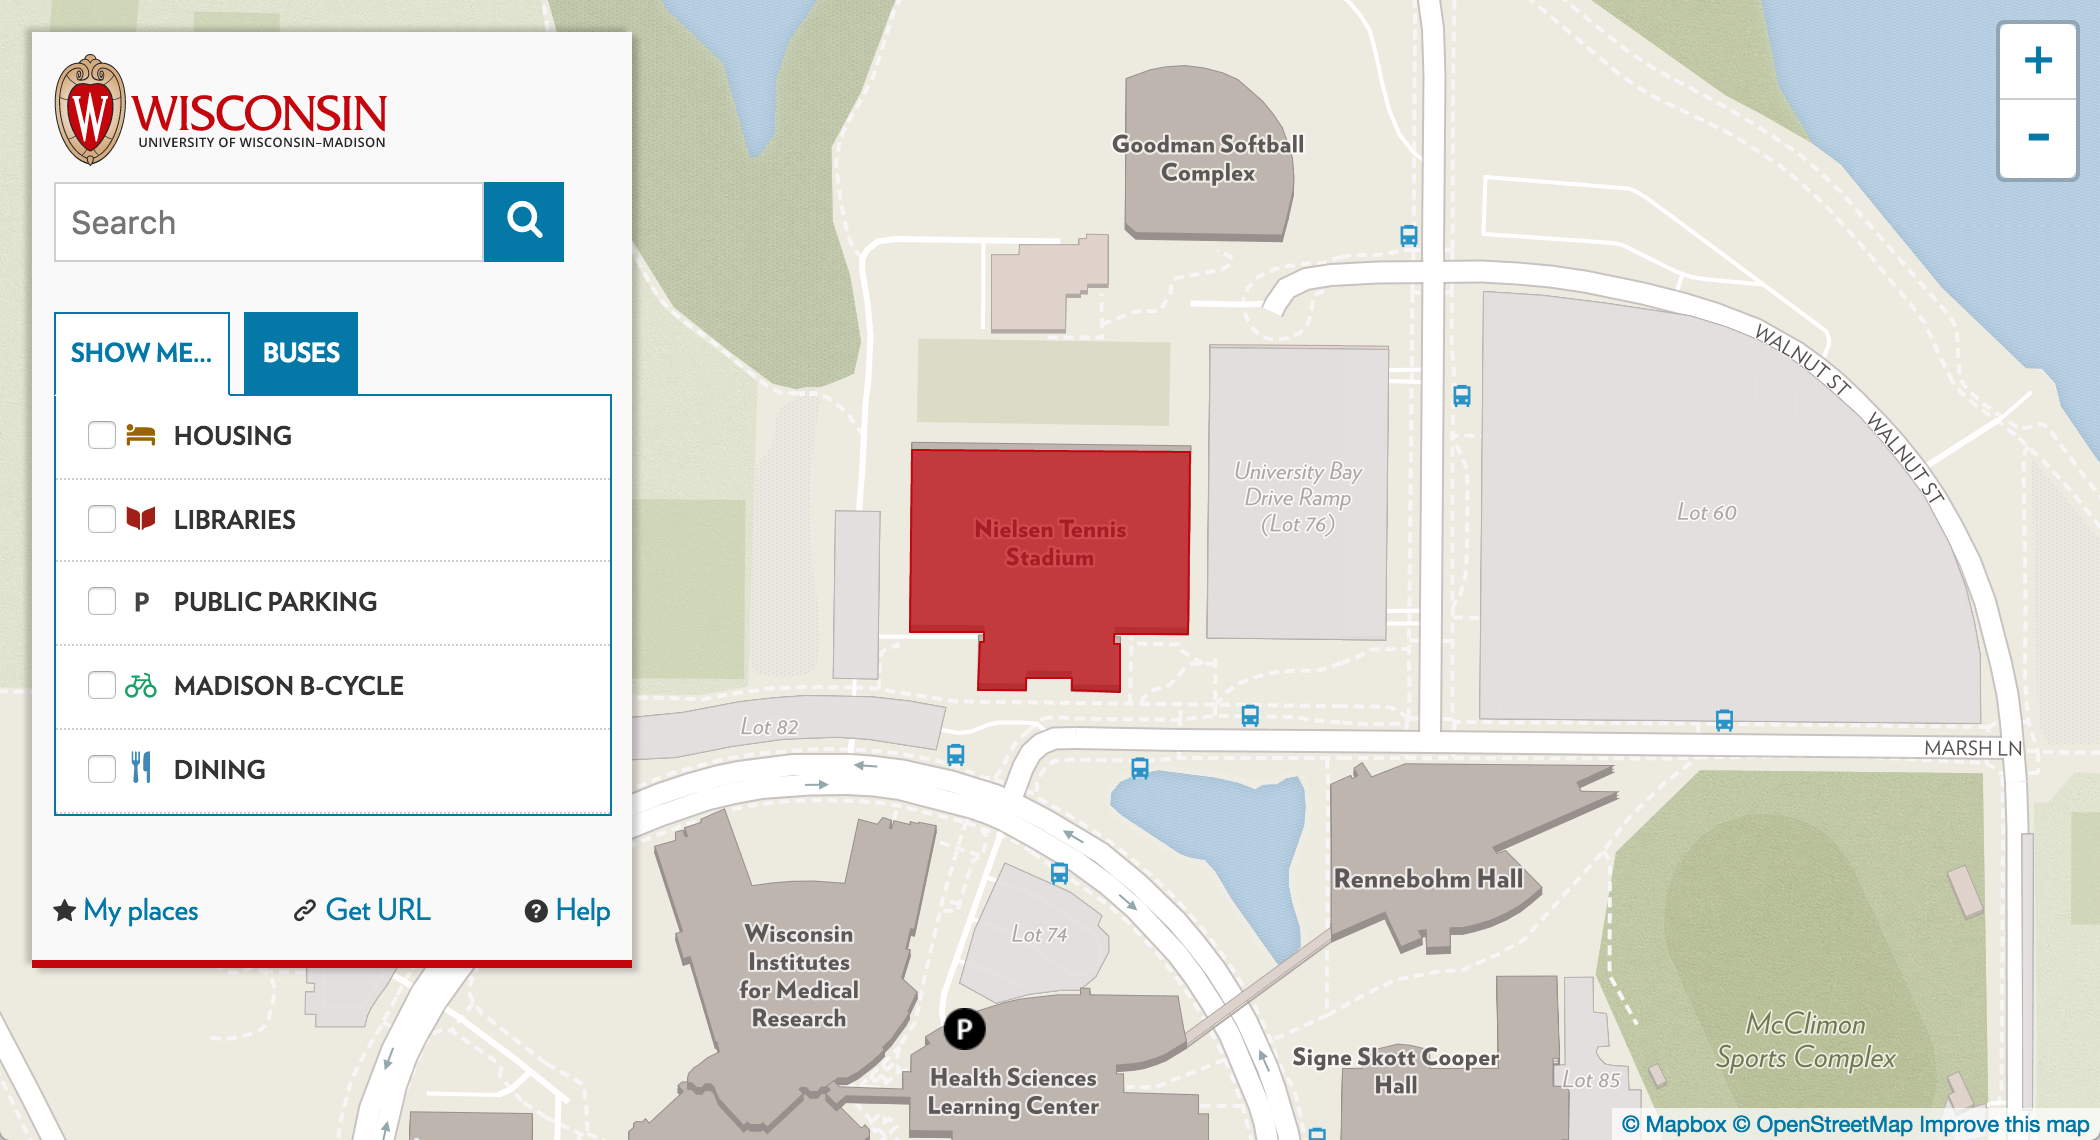 W
WISCONSIN
UNIVERSITY OF WISCONSIN–MADISON
Search
SHOW ME...
BUSES
HOUSING
LIBRARIES
P PUBLIC PARKING
MADISON B-CYCLE
DINING
My places
Get URL
? Help
+
-
Goodman Softball
Complex
WALNUT ST
WALNUT ST
University Bay
Drive Ramp
(Lot 76)
Lot 60
Nielsen Tennis
Stadium
Lot 82
MARSH LN
Rennebohm Hall
Wisconsin
Institutes
for Medical
Research
Lot 74
P
Health Sciences
Learning Center
Signe Skott Cooper
Hall
Lot 85
McClimon
Sports Complex
© Mapbox © OpenStreetMap Improve this map